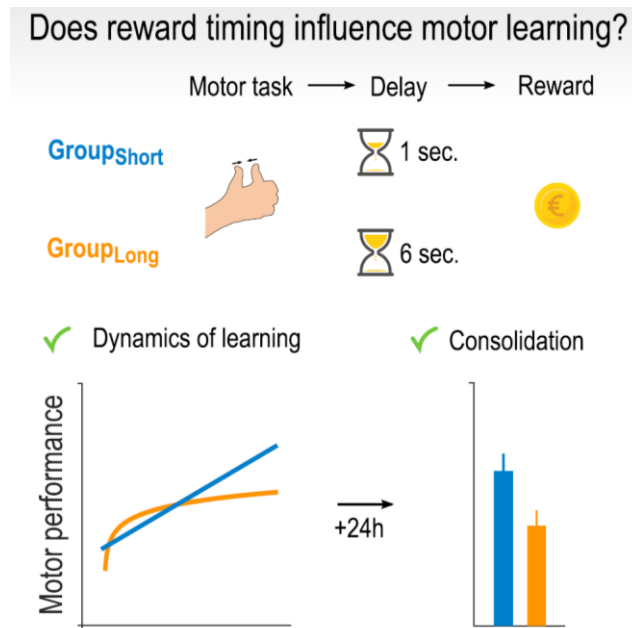 Does reward timing influence motor learning?
Motor task Delay Reward
GroupShort 1 sec.
€
GroupLong 6 sec.
Dynamics of learning Consolidation
Motor performance
+24h